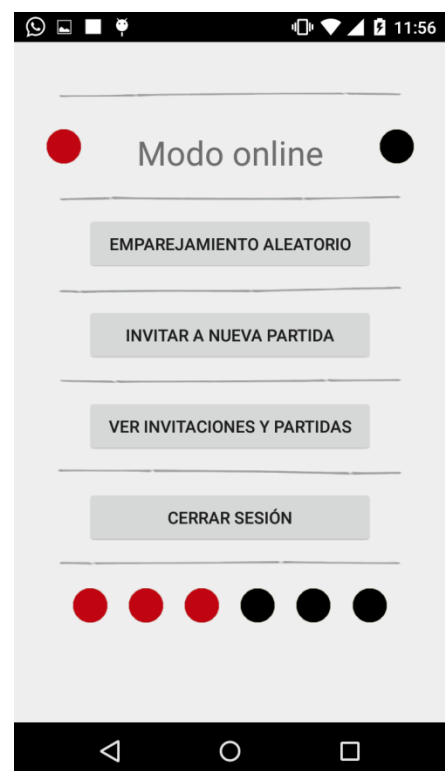 11:56
Modo online
EMPAREJAMIENTO ALEATORIO
INVITAR A NUEVA PARTIDA
VER INVITACIONES Y PARTIDAS
CERRAR SESIÓN